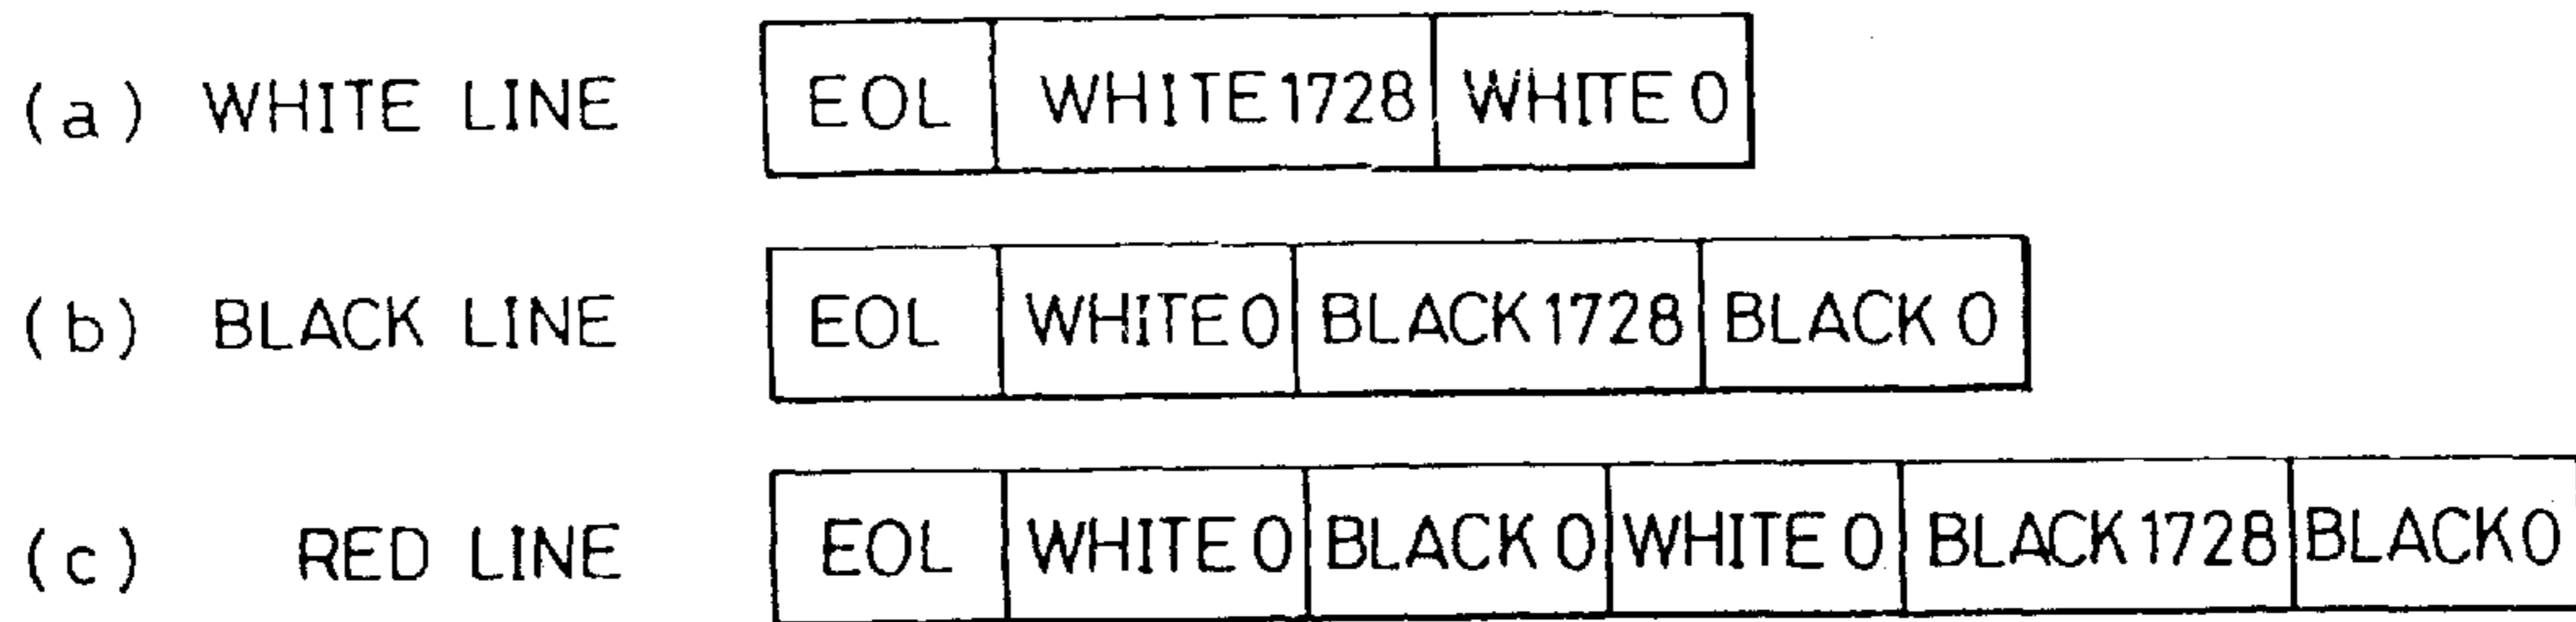 (a) WHITE LINE EOL WHITE 1728 WHITE 0
(b) BLACK LINE EOL WHITE 0 BLACK 1728 BLACK 0
(c) RED LINE EOL WHITE 0 BLACK 0 WHITE 0 BLACK 1728 BLACK 0